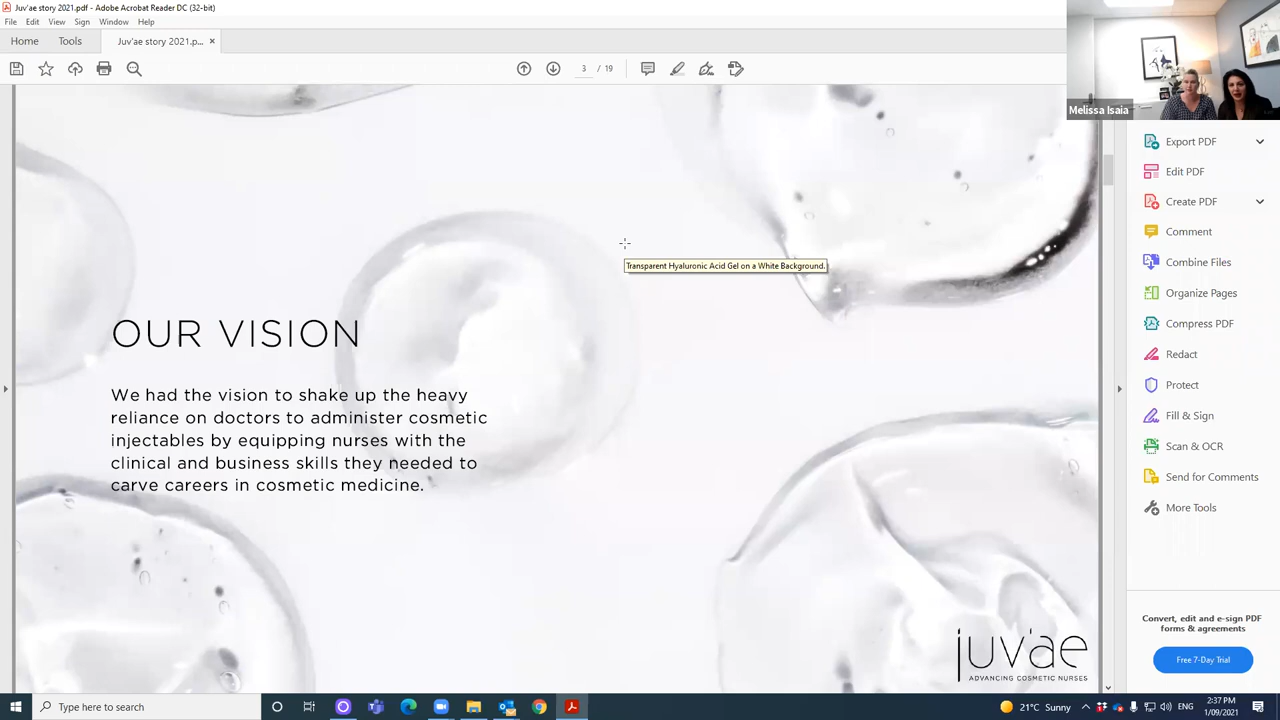 Juv'ae story 2021.pdf - Adobe Acrobat Reader DC (32-bit)
File Edit View Sign Window Help
Home Tools Juv'ae story 2021.p... ×
3 / 19
Melissa Isaia
Export PDF
Edit PDF
Create PDF
Comment
Combine Files
Organize Pages
Compress PDF
Redact
Protect
Fill & Sign
Scan & OCR
Send for Comments
More Tools
Transparent Hyaluronic Acid Gel on a White Background.
OUR VISION
We had the vision to shake up the heavy
reliance on doctors to administer cosmetic
injectables by equipping nurses with the
clinical and business skills they needed to
carve careers in cosmetic medicine.
juv'ae
ADVANCING COSMETIC NURSES
Convert, edit and e-sign PDF
forms & agreements
Free 7-Day Trial
Type here to search
21°C Sunny
2:37 PM
1/09/2021